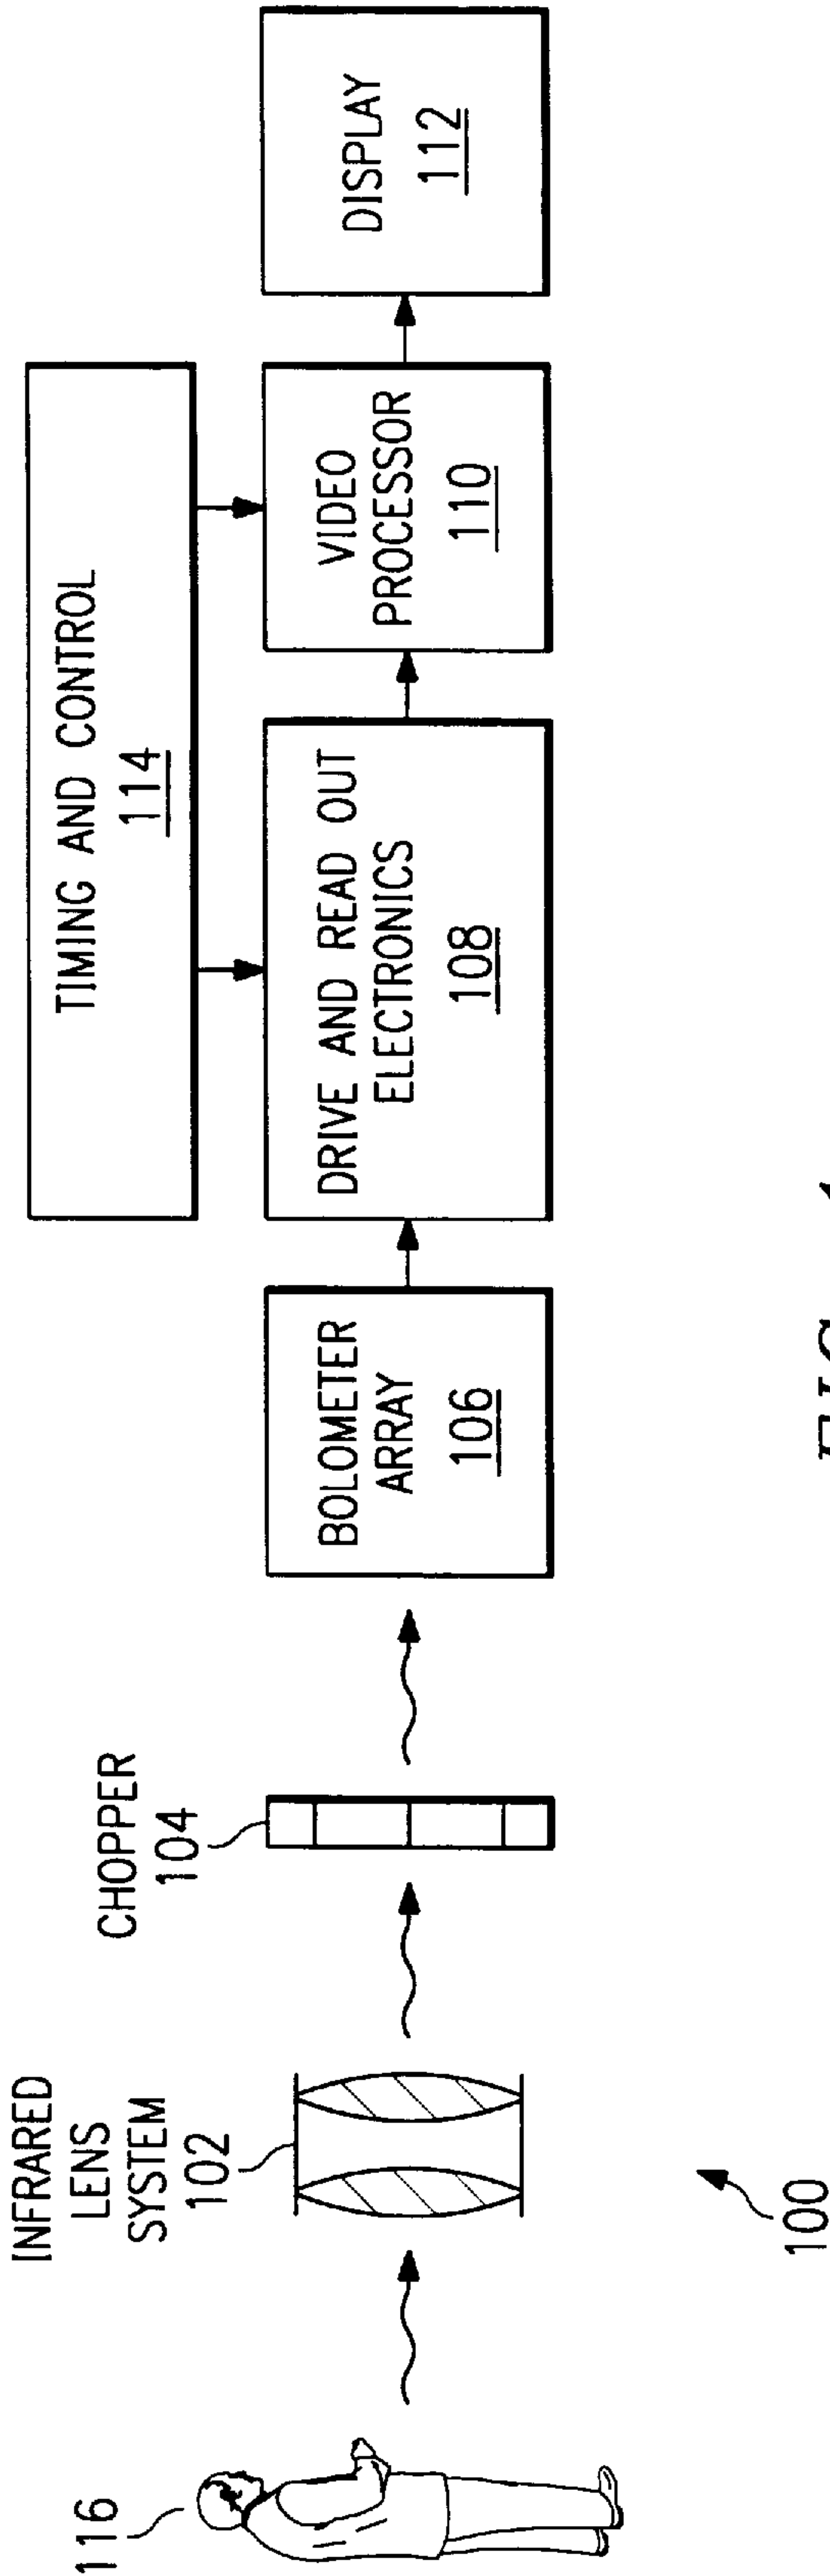 116
INFRARED
LENS
SYSTEM
102
CHOPPER
104
BOLOMETER
ARRAY
106
TIMING AND CONTROL
114
DRIVE AND READ OUT
ELECTRONICS
108
VIDEO
PROCESSOR
110
DISPLAY
112
100